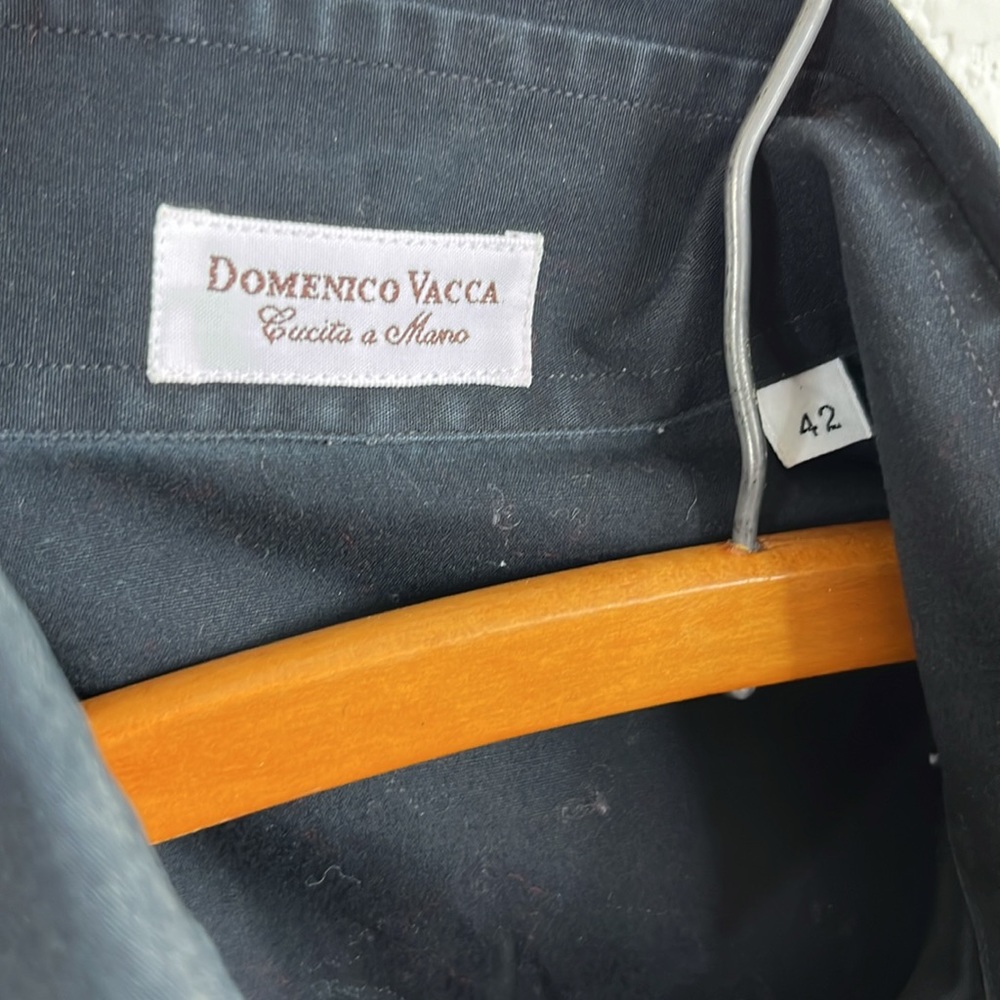 DOMENICO VACCA
Cucita a Mano
42